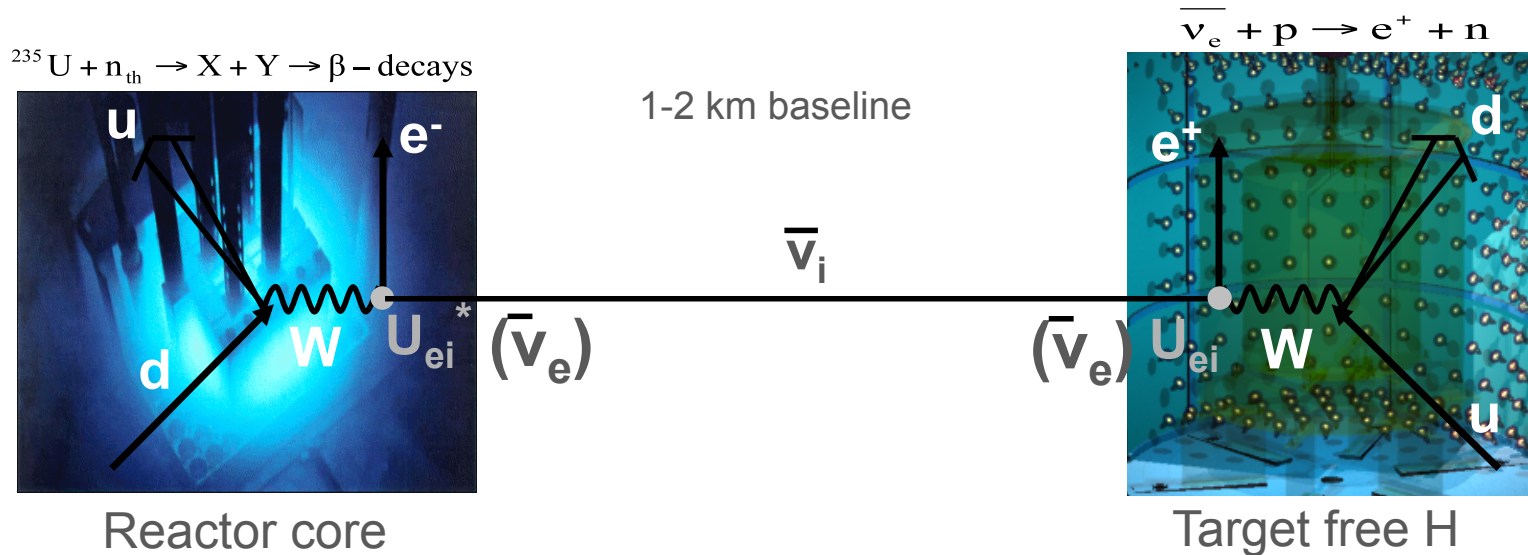 ²³⁵U + n_th → X + Y → β – decays
ν̅_e + p → e⁺ + n
1-2 km baseline
u
e⁻
d
e⁺
ν̅_i
W
U_ei*
(ν̅_e)
(ν̅_e)
U_ei
W
d
u
Reactor core
Target free H